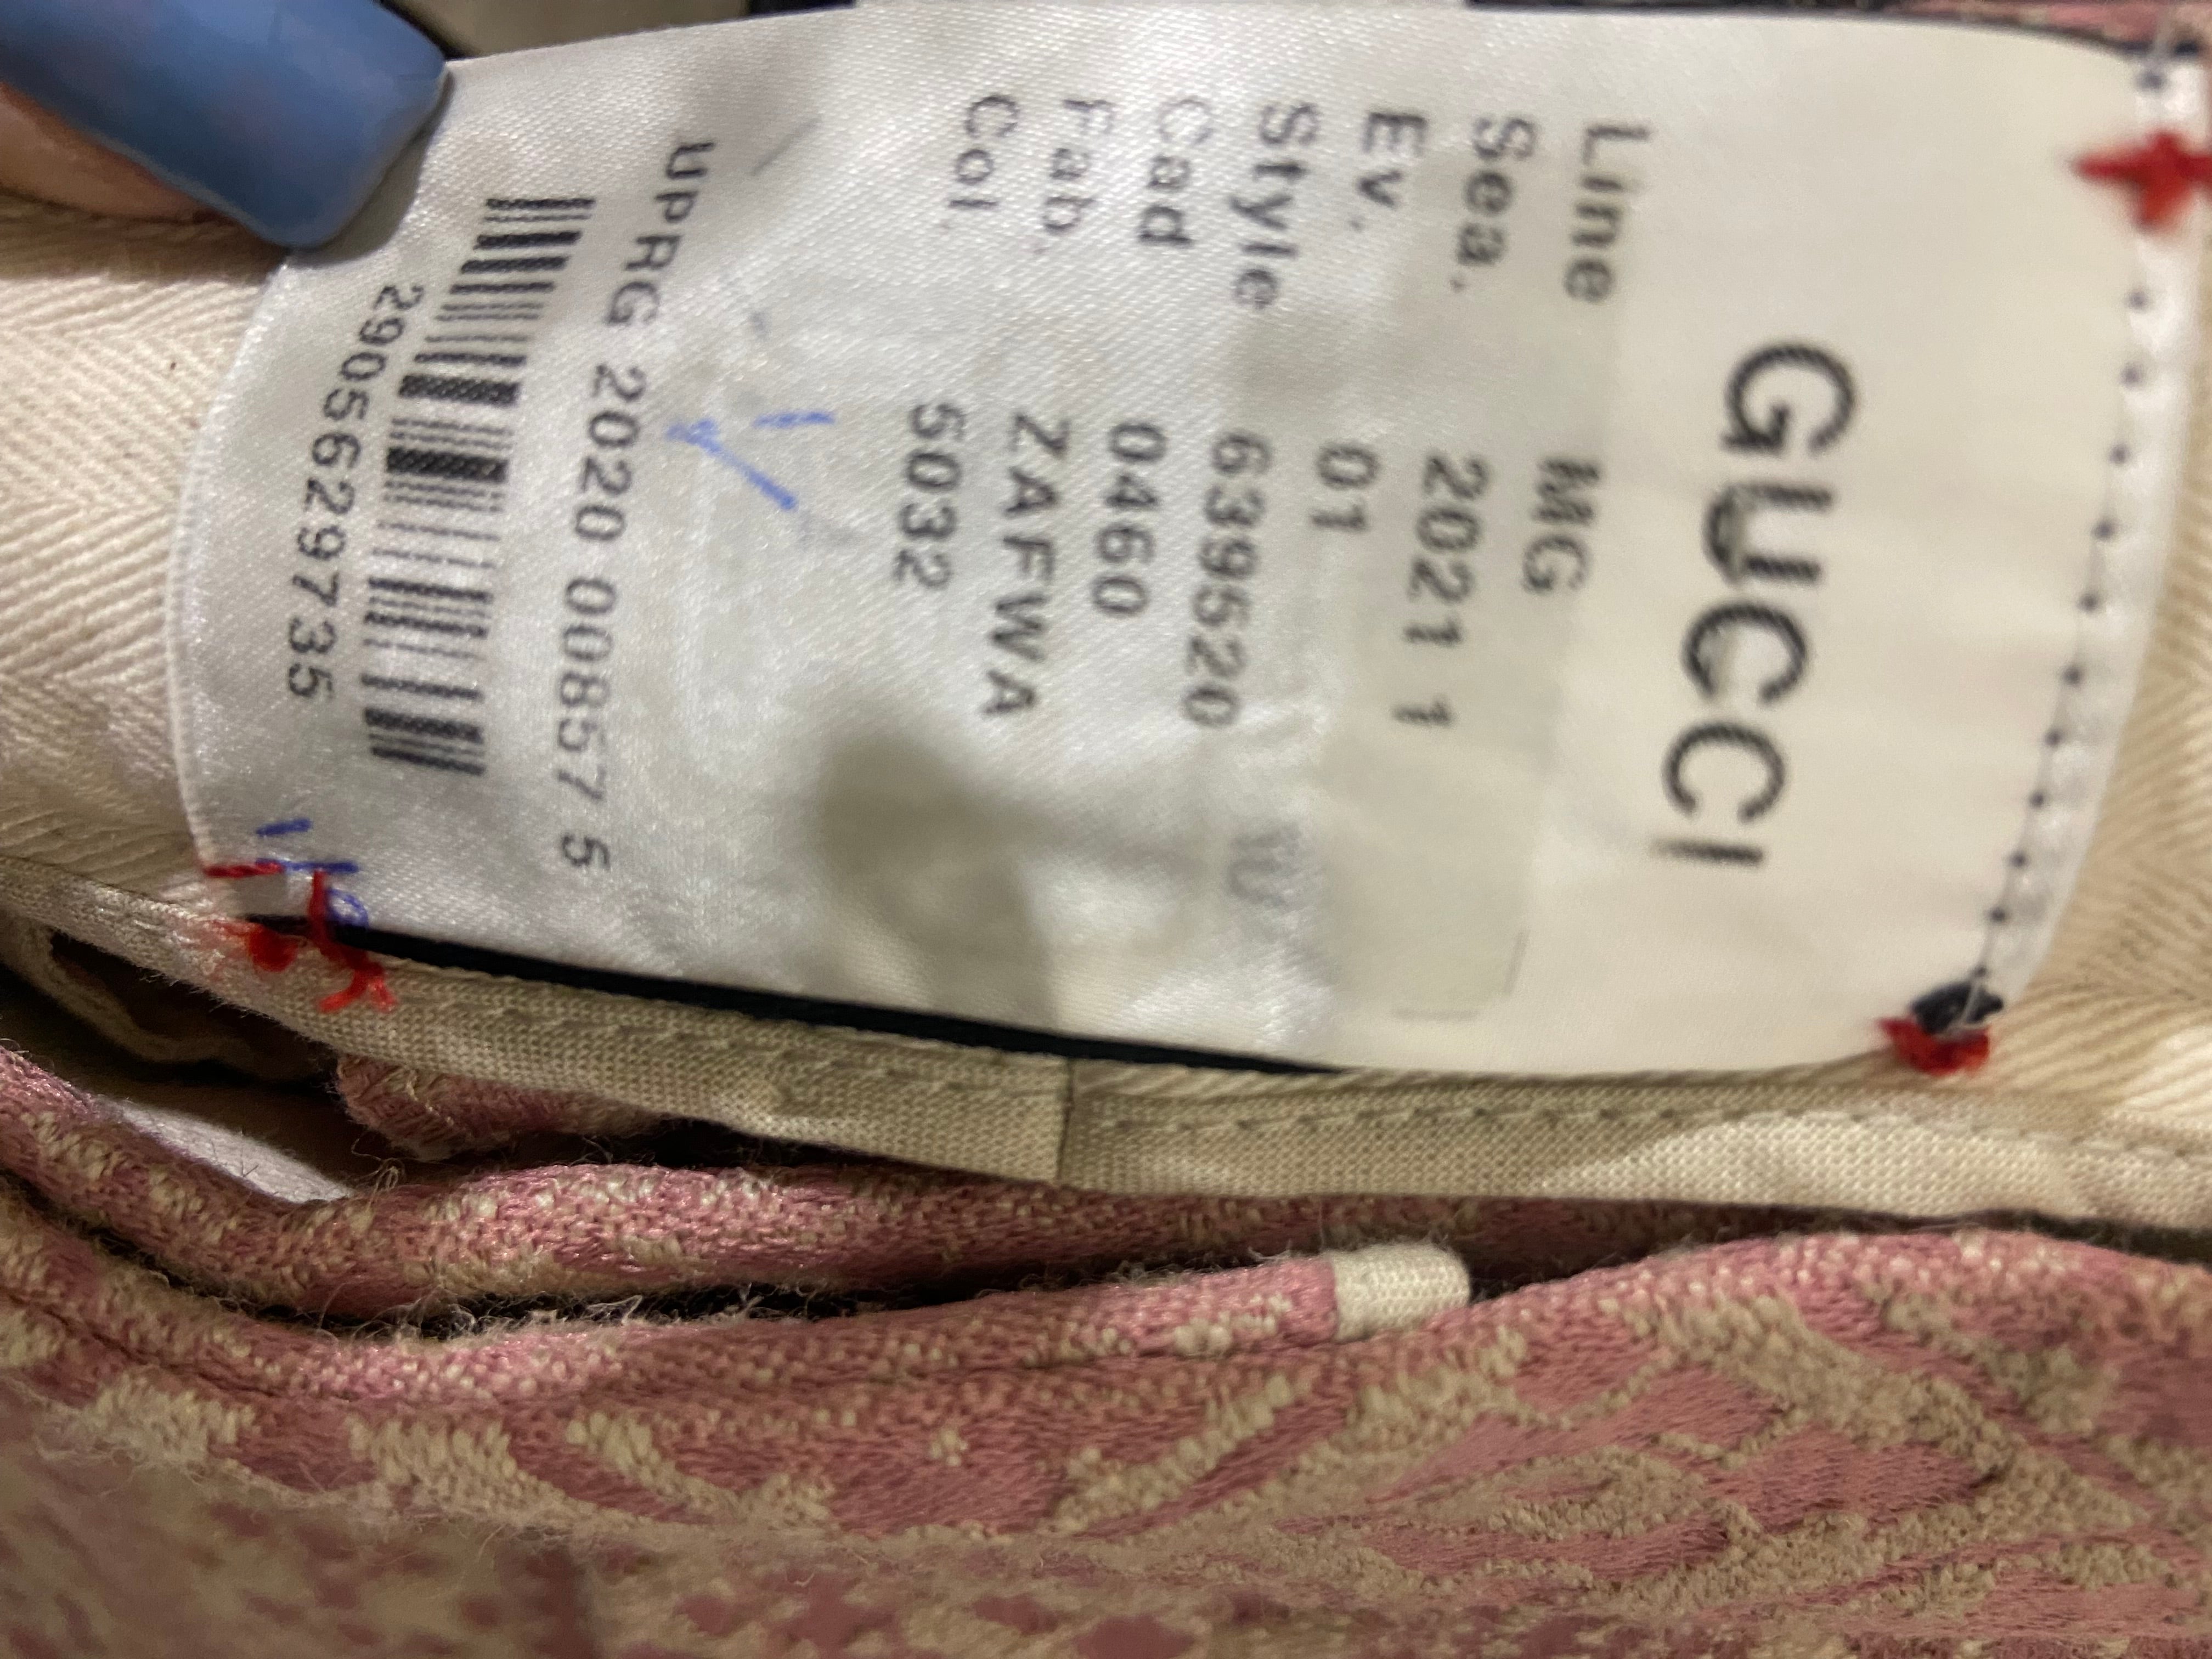 GUCCI
Line MG
Sea. 2021 1
Ev. 01
Style 639520
Cad 0460
Fab. ZAFWA
Col. 5032
UPRG 2020 00857 5
2905629735